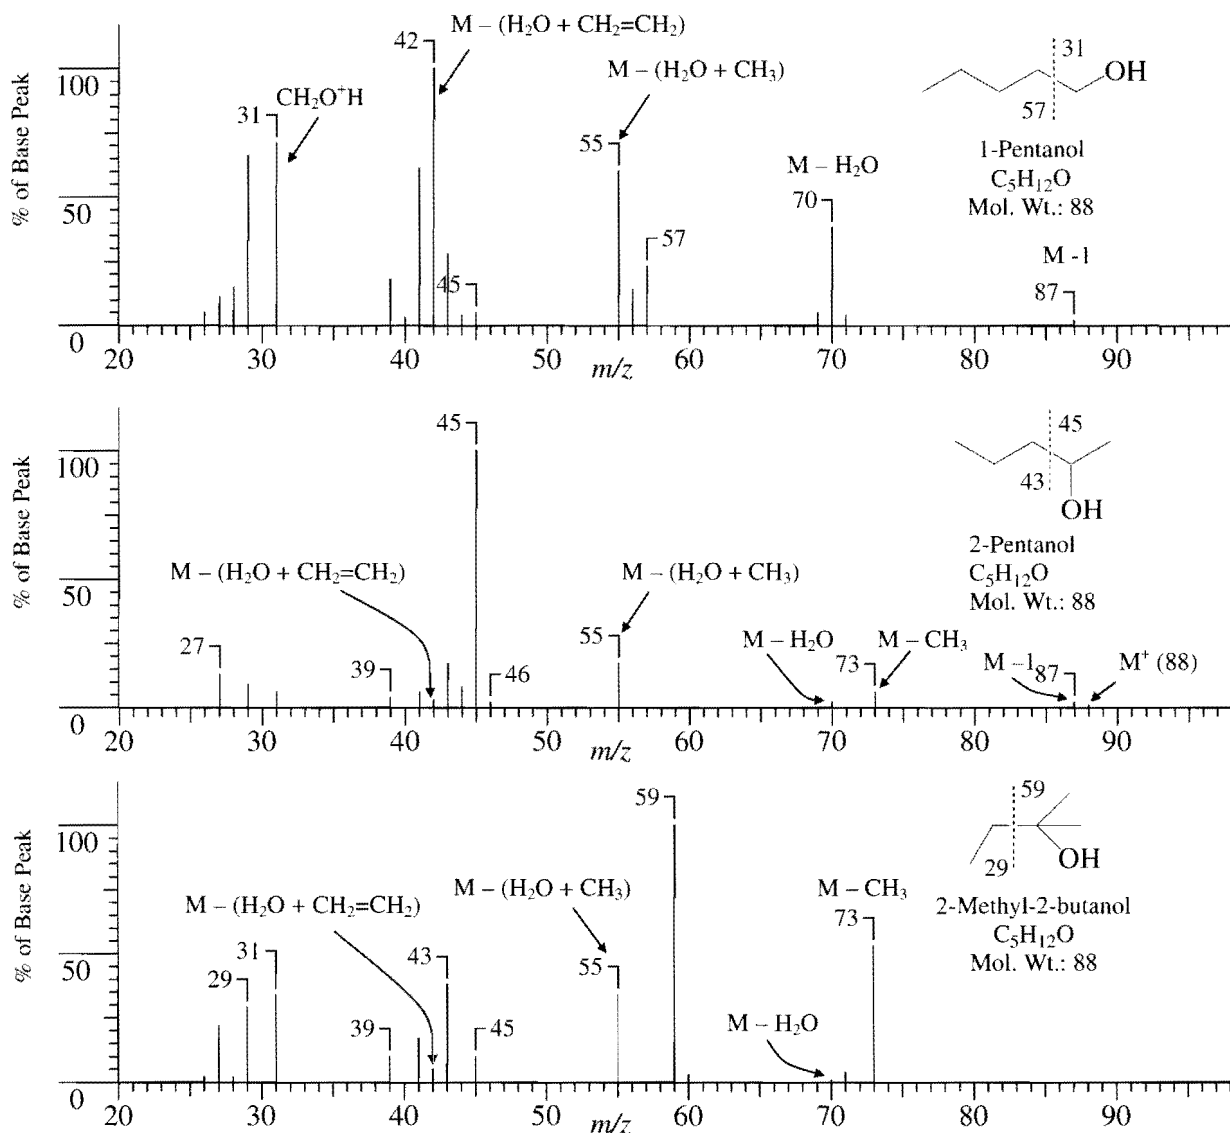 M – (H₂O + CH₂=CH₂)
42
M – (H₂O + CH₃)
31
OH
57
1-Pentanol
C₅H₁₂O
Mol. Wt.: 88
CH₂O⁺H
31
55
M – H₂O
70
57
45
M -1
87
% of Base Peak
100
50
0
20 30 40 50 60 70 80 90
m/z
45
45
43
OH
2-Pentanol
C₅H₁₂O
Mol. Wt.: 88
M – (H₂O + CH₂=CH₂)
M – (H₂O + CH₃)
27
39
46
55
M – H₂O
73
M – CH₃
M –1
87
M⁺ (88)
% of Base Peak
100
50
0
20 30 40 50 60 70 80 90
m/z
59
59
29
OH
2-Methyl-2-butanol
C₅H₁₂O
Mol. Wt.: 88
M – (H₂O + CH₃)
M – CH₃
73
M – (H₂O + CH₂=CH₂)
31
29
43
55
39
45
M – H₂O
% of Base Peak
100
50
0
20 30 40 50 60 70 80 90
m/z